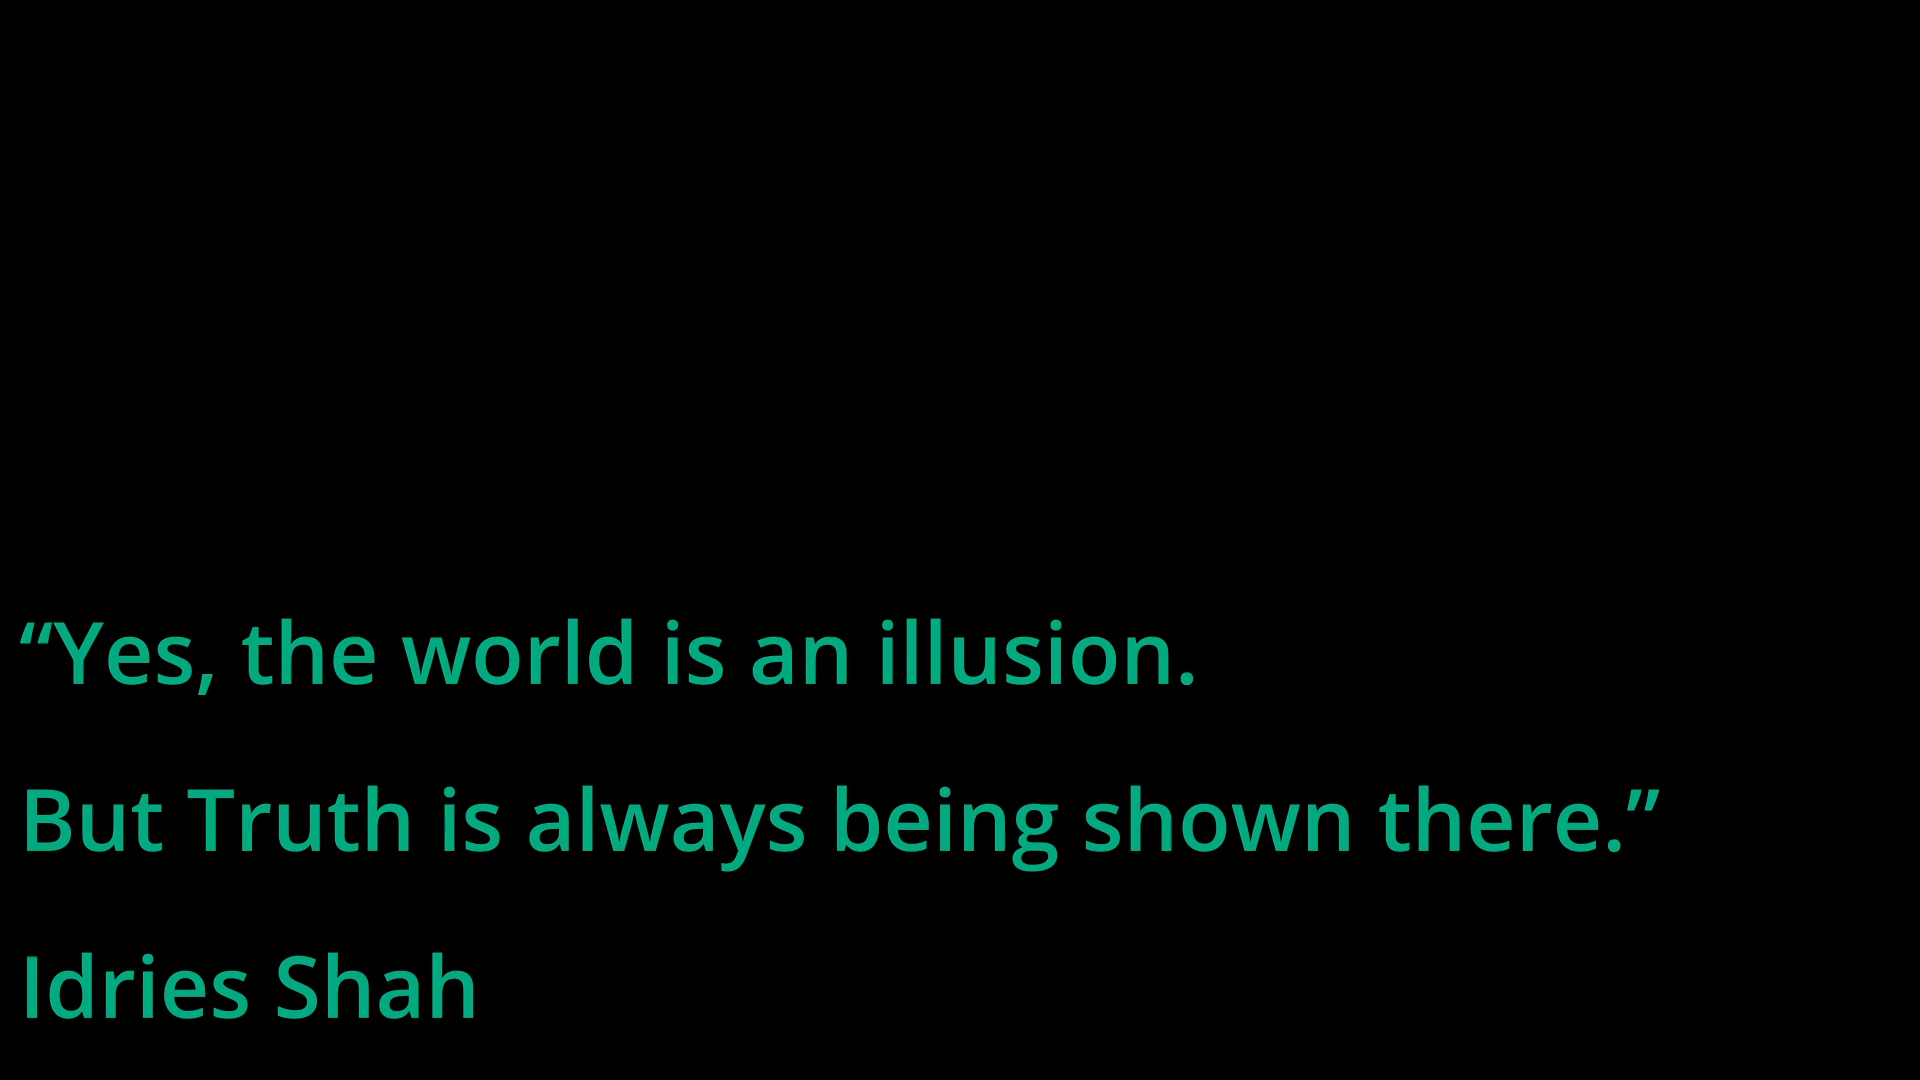 “Yes, the world is an illusion.
But Truth is always being shown there.”
Idries Shah